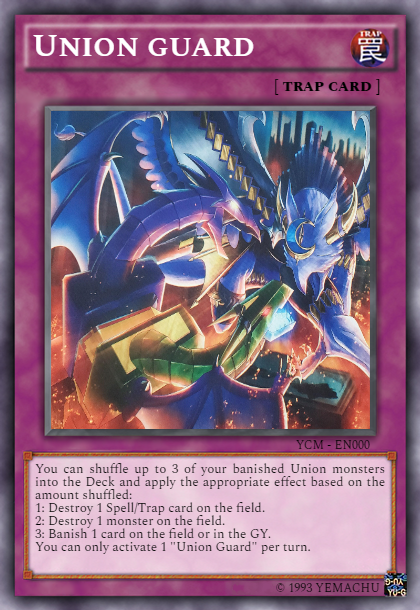 UNION GUARD
TRAP
罠
[ TRAP CARD ]
YCM - EN000
You can shuffle up to 3 of your banished Union monsters
into the Deck and apply the appropriate effect based on the
amount shuffled:
1: Destroy 1 Spell/Trap card on the field.
2: Destroy 1 monster on the field.
3: Banish 1 card on the field or in the GY.
You can only activate 1 "Union Guard" per turn.
© 1993 YEMACHU